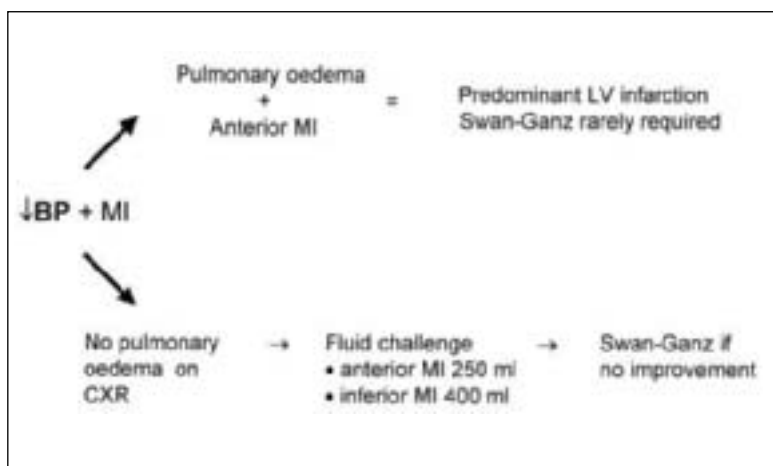 Pulmonary oedema
+
Anterior MI
=
Predominant LV infarction
Swan-Ganz rarely required
↓BP + MI
No pulmonary
oedema on
CXR
→
Fluid challenge
• anterior MI 250 ml
• inferior MI 400 ml
→
Swan-Ganz if
no improvement